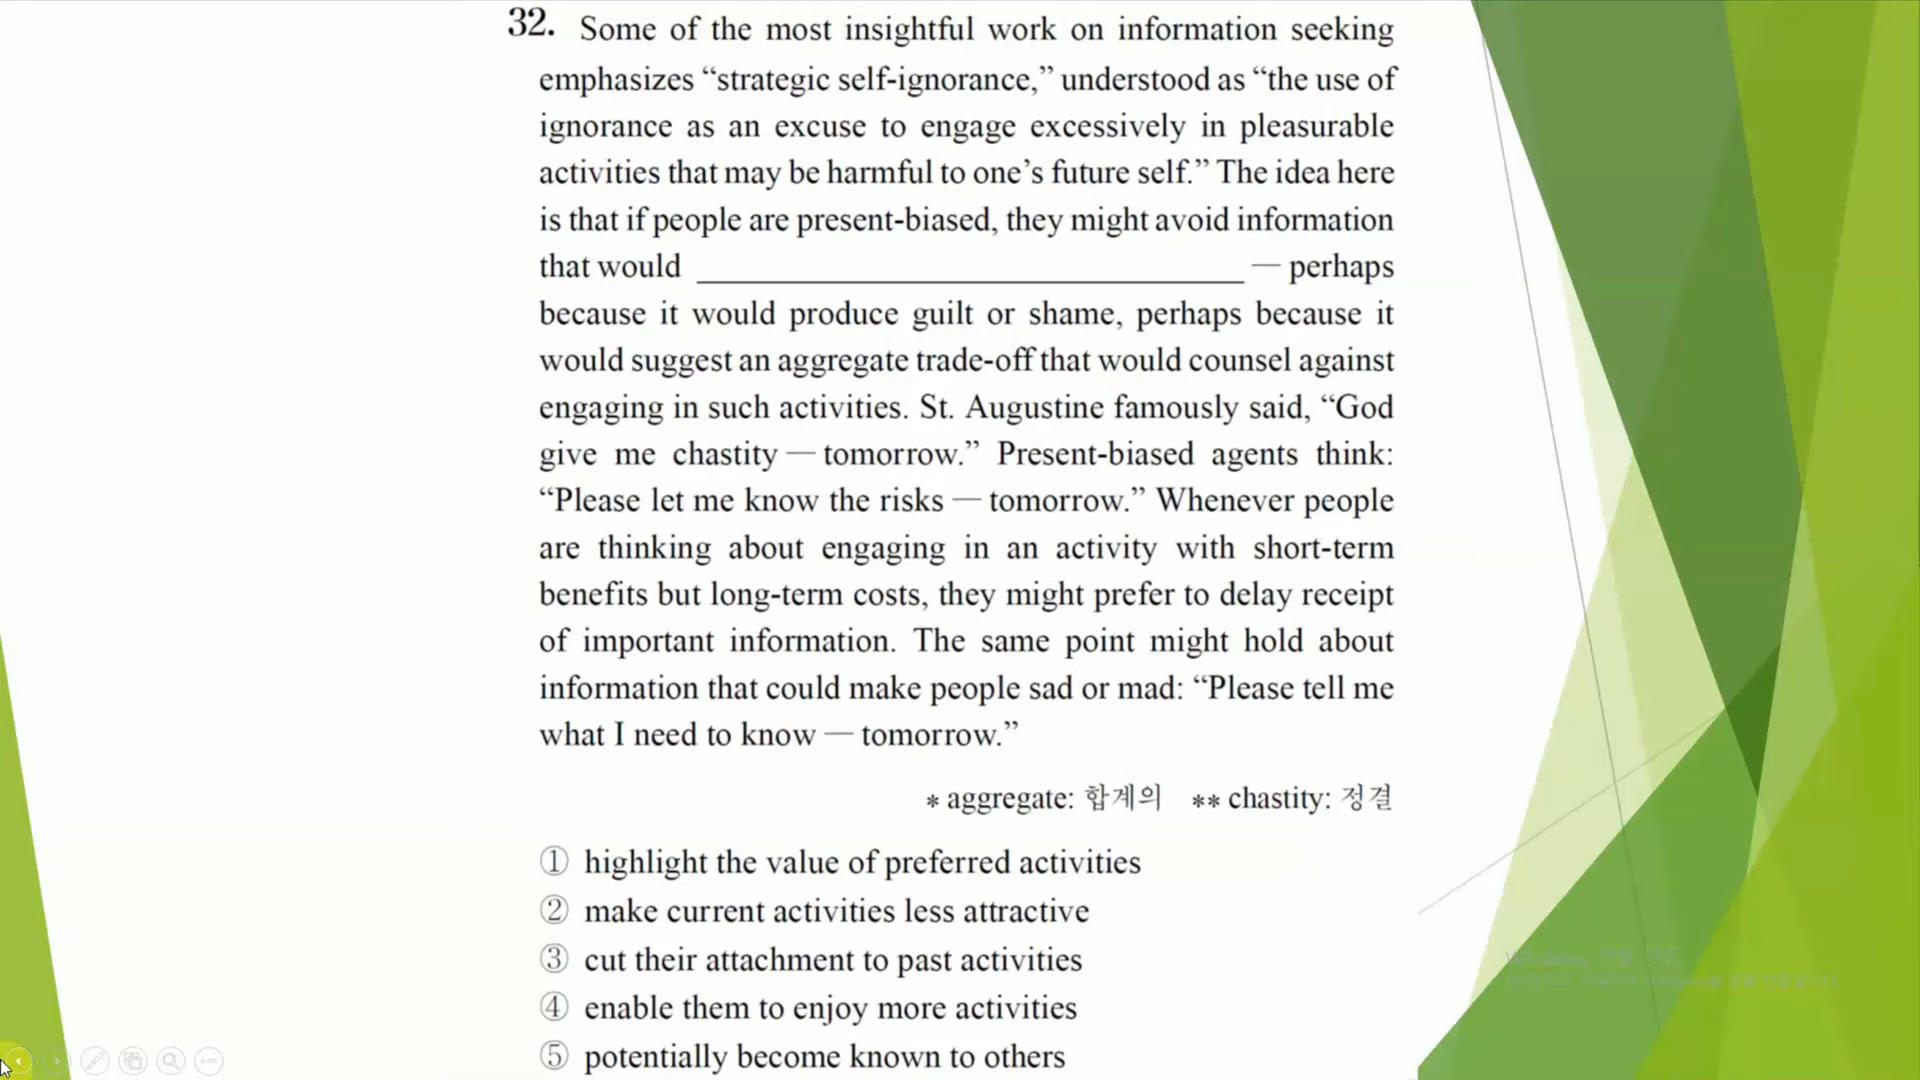 32. Some of the most insightful work on information seeking
emphasizes “strategic self-ignorance,” understood as “the use of
ignorance as an excuse to engage excessively in pleasurable
activities that may be harmful to one’s future self.” The idea here
is that if people are present-biased, they might avoid information
that would ______________________ — perhaps
because it would produce guilt or shame, perhaps because it
would suggest an aggregate trade-off that would counsel against
engaging in such activities. St. Augustine famously said, “God
give me chastity — tomorrow.” Present-biased agents think:
“Please let me know the risks — tomorrow.” Whenever people
are thinking about engaging in an activity with short-term
benefits but long-term costs, they might prefer to delay receipt
of important information. The same point might hold about
information that could make people sad or mad: “Please tell me
what I need to know — tomorrow.”
* aggregate: 합계의 ** chastity: 정결
① highlight the value of preferred activities
② make current activities less attractive
③ cut their attachment to past activities
④ enable them to enjoy more activities
⑤ potentially become known to others